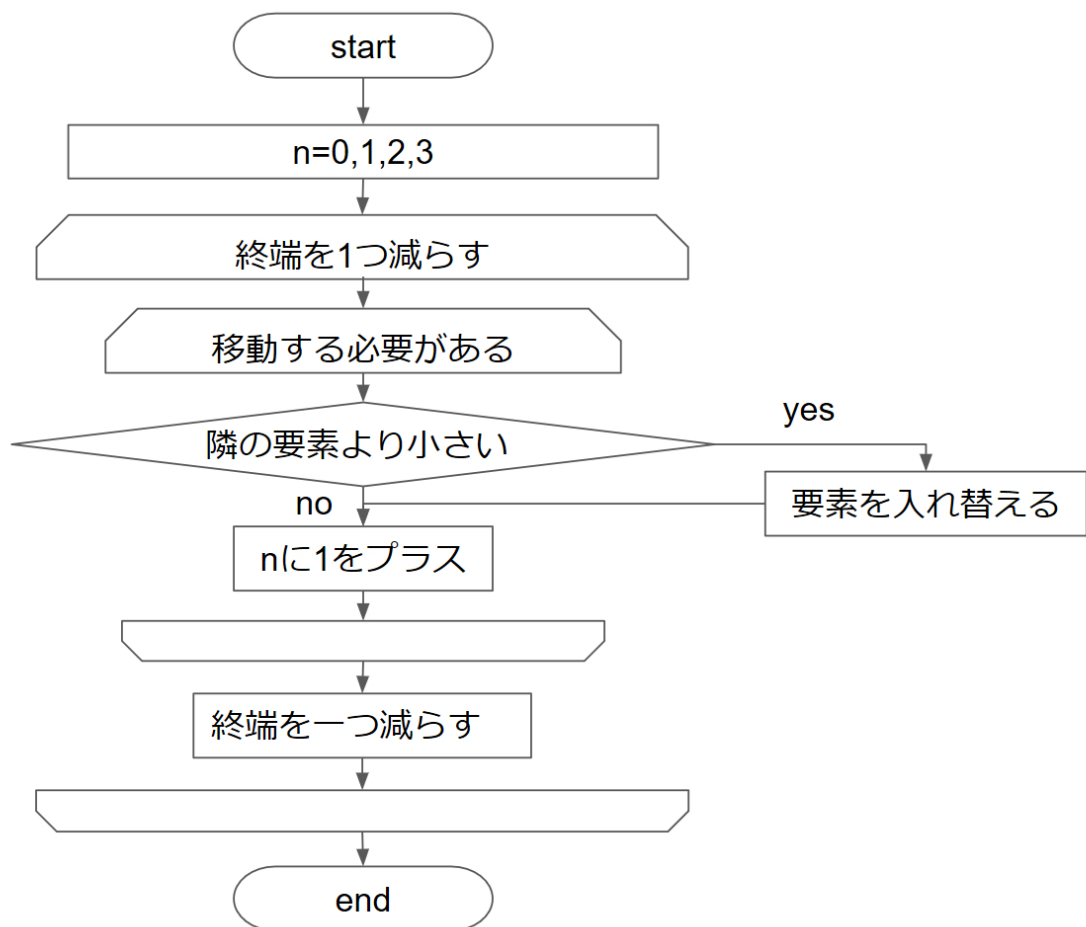 start
n=0,1,2,3
終端を1つ減らす
移動する必要がある
隣の要素より小さい
yes
要素を入れ替える
no
nに1をプラス
終端を一つ減らす
end